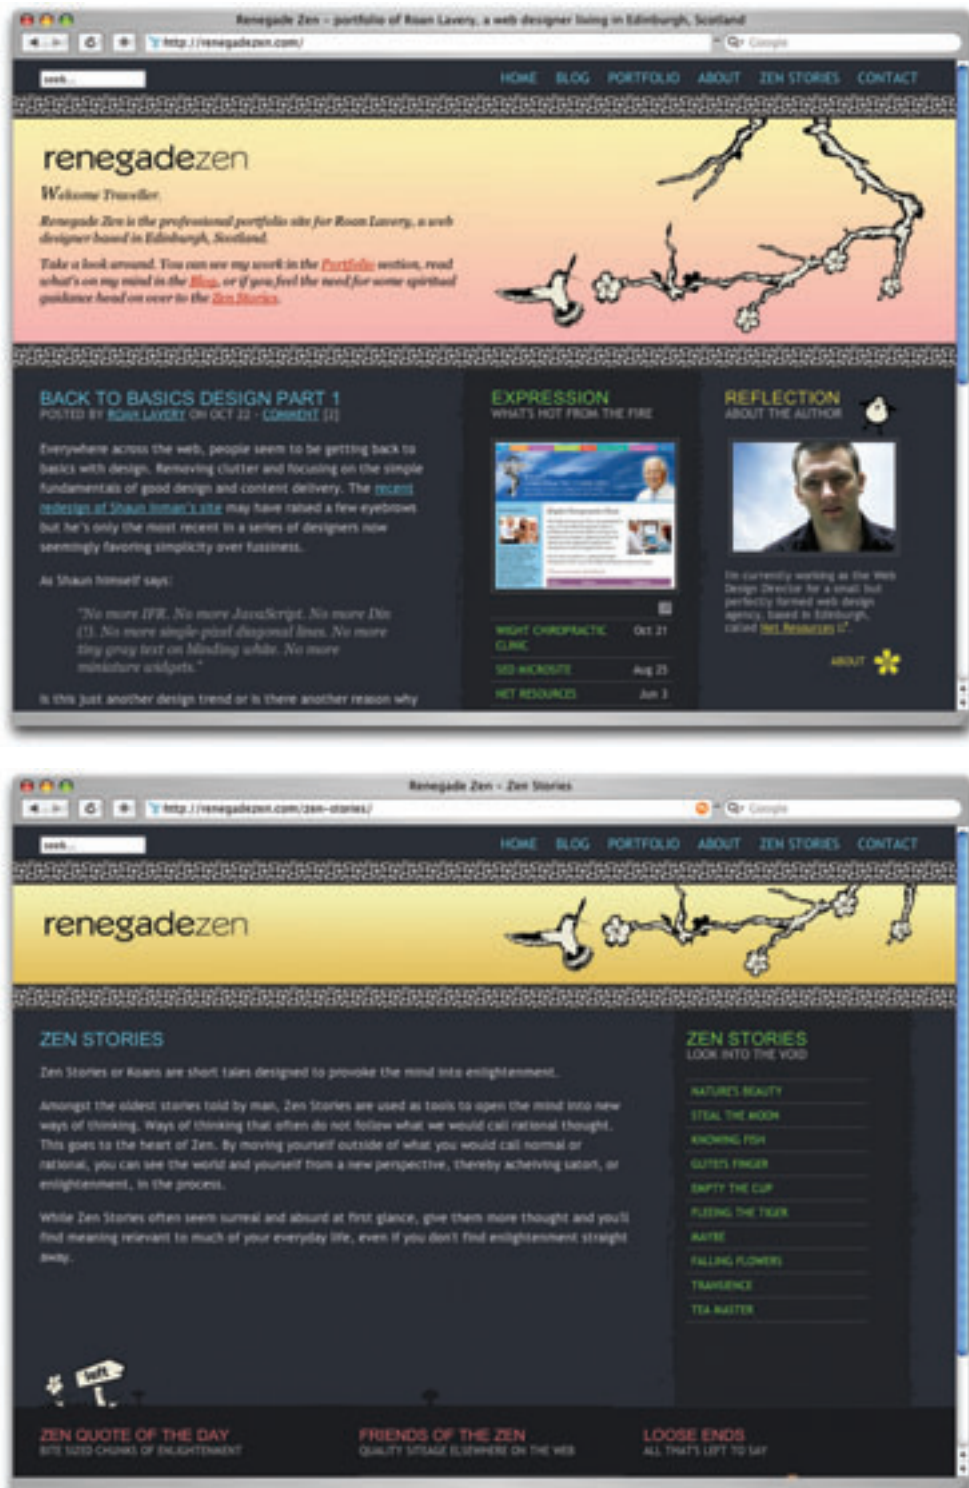 Renegade Zen – portfolio of Roan Lavery, a web designer living in Edinburgh, Scotland
http://renegadezen.com/
Google
seek...
HOME BLOG PORTFOLIO ABOUT ZEN STORIES CONTACT
renegadezen
Welcome Traveller.
Renegade Zen is the professional portfolio site for Roan Lavery, a web
designer based in Edinburgh, Scotland.
Take a look around. You can see my work in the Portfolio section, read
what's on my mind in the Blog, or if you feel the need for some spiritual
guidance head on over to the Zen Stories.
BACK TO BASICS DESIGN PART 1
POSTED BY ROAN LAVERY ON OCT 22 - COMMENT [2]
Everywhere across the web, people seem to be getting back to
basics with design. Removing clutter and focusing on the simple
fundamentals of good design and content delivery. The recent
redesign of Shaun Inman's site may have raised a few eyebrows
but he's only the most recent in a series of designers now
seemingly favoring simplicity over fussiness.
As Shaun himself says:
"No more IFR. No more JavaScript. No more Din
(!). No more single-pixel diagonal lines. No more
tiny gray text on blinding white. No more
miniature widgets."
Is this just another design trend or is there another reason why
EXPRESSION
WHAT'S HOT FROM THE FIRE
WIGHT CHIROPRACTIC Oct 21
CLINIC
SED MICROSITE Aug 25
NET RESOURCES Jun 3
REFLECTION
ABOUT THE AUTHOR
I'm currently working as the Web
Design Director for a small but
perfectly formed web design
agency, based in Edinburgh,
called Net Resources
ABOUT
Renegade Zen – Zen Stories
http://renegadezen.com/zen-stories/
Google
seek...
HOME BLOG PORTFOLIO ABOUT ZEN STORIES CONTACT
renegadezen
ZEN STORIES
Zen Stories or Koans are short tales designed to provoke the mind into enlightenment.
Amongst the oldest stories told by man, Zen Stories are used as tools to open the mind into new
ways of thinking. Ways of thinking that often do not follow what we would call rational thought.
This goes to the heart of Zen. By moving yourself outside of what you would call normal or
rational, you can see the world and yourself from a new perspective, thereby acheiving satori, or
enlightenment, in the process.
While Zen Stories often seem surreal and absurd at first glance, give them more thought and you'll
find meaning relevant to much of your everyday life, even if you don't find enlightenment straight
away.
ZEN STORIES
LOOK INTO THE VOID
NATURE'S BEAUTY
STEAL THE MOON
KNOWING FISH
GUTEI'S FINGER
EMPTY THE CUP
FLEEING THE TIGER
MAYBE
FALLING FLOWERS
TRANSIENCE
TEA MASTER
left
ZEN QUOTE OF THE DAY
BITE SIZED CHUNKS OF ENLIGHTENMENT
FRIENDS OF THE ZEN
QUALITY SITEAGE ELSEWHERE ON THE WEB
LOOSE ENDS
ALL THAT'S LEFT TO SAY